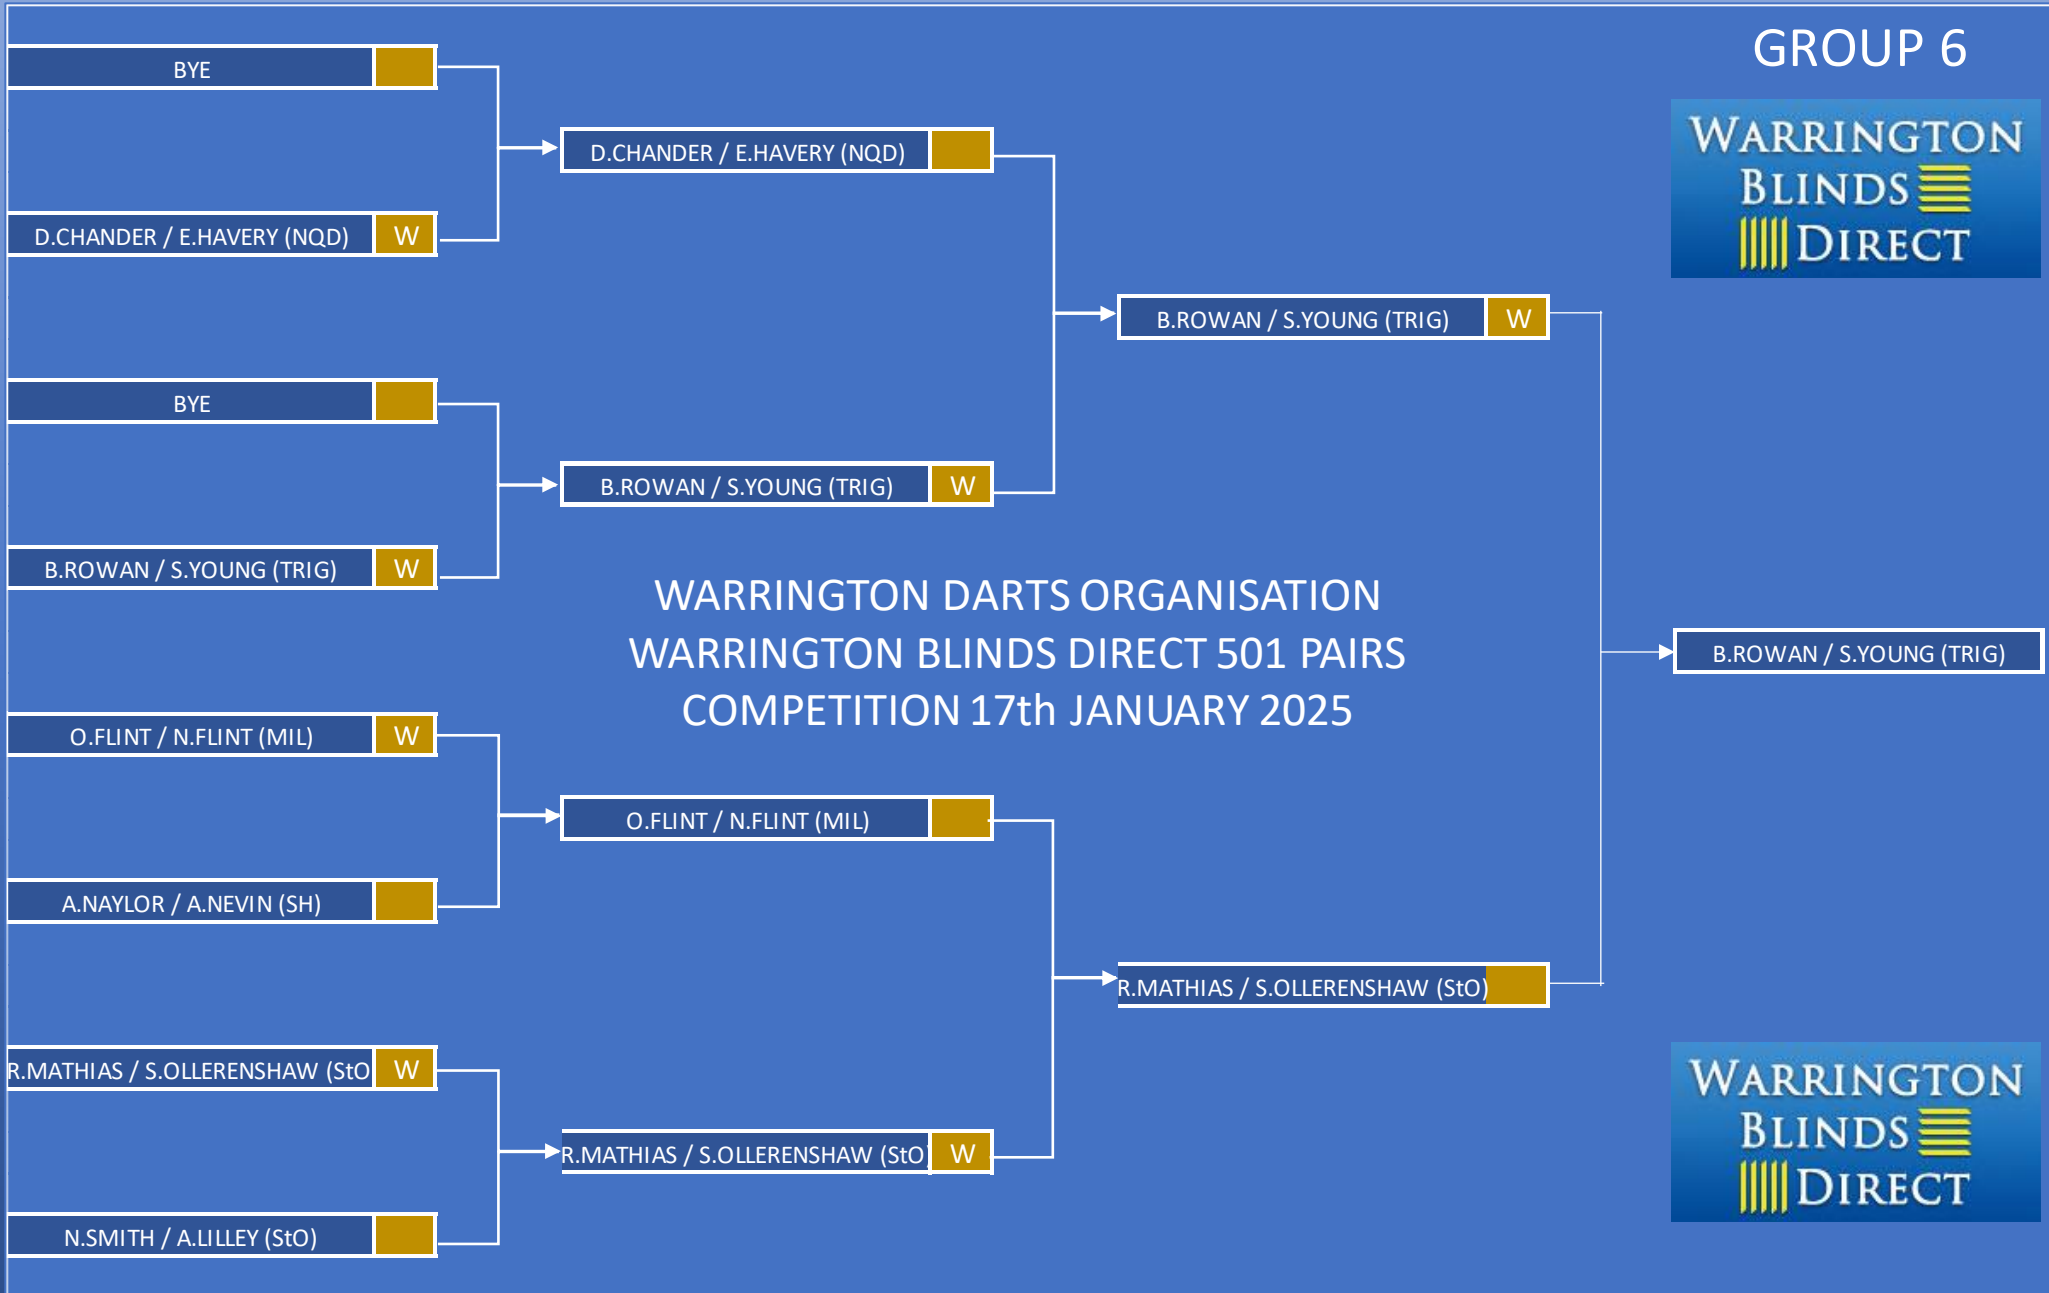 GROUP 6
WARRINGTON
BLINDS
DIRECT
BYE
D.CHANDER / E.HAVERY (NQD) W
BYE
B.ROWAN / S.YOUNG (TRIG) W
O.FLINT / N.FLINT (MIL) W
A.NAYLOR / A.NEVIN (SH)
R.MATHIAS / S.OLLERENSHAW (StO W
N.SMITH / A.LILLEY (StO)
D.CHANDER / E.HAVERY (NQD)
B.ROWAN / S.YOUNG (TRIG) W
O.FLINT / N.FLINT (MIL)
R.MATHIAS / S.OLLERENSHAW (StO) W
B.ROWAN / S.YOUNG (TRIG) W
R.MATHIAS / S.OLLERENSHAW (StO)
B.ROWAN / S.YOUNG (TRIG)
WARRINGTON DARTS ORGANISATION
WARRINGTON BLINDS DIRECT 501 PAIRS
COMPETITION 17th JANUARY 2025
WARRINGTON
BLINDS
DIRECT